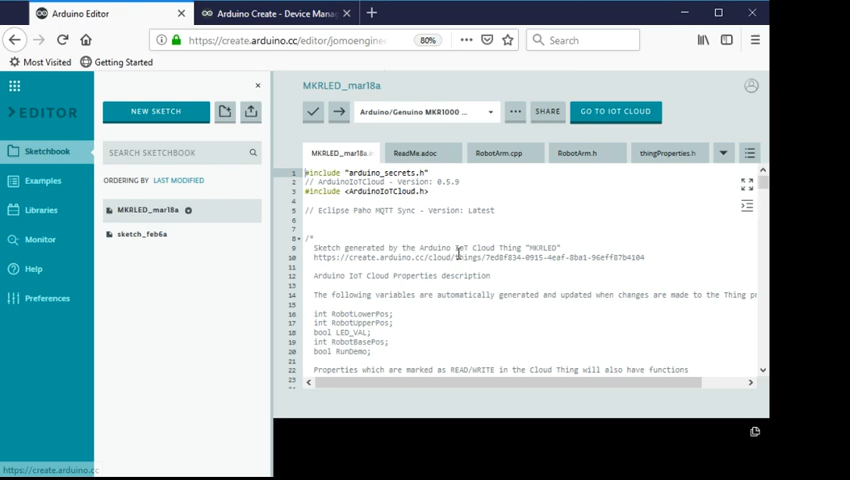 Arduino Editor
Arduino Create - Device Mana
https://create.arduino.cc/editor/jomoengine
80%
Search
Most Visited
Getting Started
EDITOR
Sketchbook
Examples
Libraries
Monitor
Help
Preferences
NEW SKETCH
SEARCH SKETCHBOOK
ORDERING BY LAST MODIFIED
MKRLED_mar18a
sketch_feb6a
MKRLED_mar18a
Arduino/Genuino MKR1000 ...
SHARE
GO TO IOT CLOUD
MKRLED_mar18a.in
ReadMe.adoc
RobotArm.cpp
RobotArm.h
thingProperties.h
1 #include "arduino_secrets.h"
2 // ArduinoIoTCloud - Version: 0.5.9
3 #include <ArduinoIoTCloud.h>
4
5 // Eclipse Paho MQTT Sync - Version: Latest
6
7
8 /*
9 Sketch generated by the Arduino IoT Cloud Thing "MKRLED"
10 https://create.arduino.cc/cloud/things/7ed8f834-0915-4eaf-8ba1-96eff87b4104
11
12 Arduino IoT Cloud Properties description
13
14 The following variables are automatically generated and updated when changes are made to the Thing pr
15
16 int RobotLowerPos;
17 int RobotUpperPos;
18 bool LED_VAL;
19 int RobotBasePos;
20 bool RunDemo;
21
22 Properties which are marked as READ/WRITE in the Cloud Thing will also have functions
23
https://create.arduino.cc